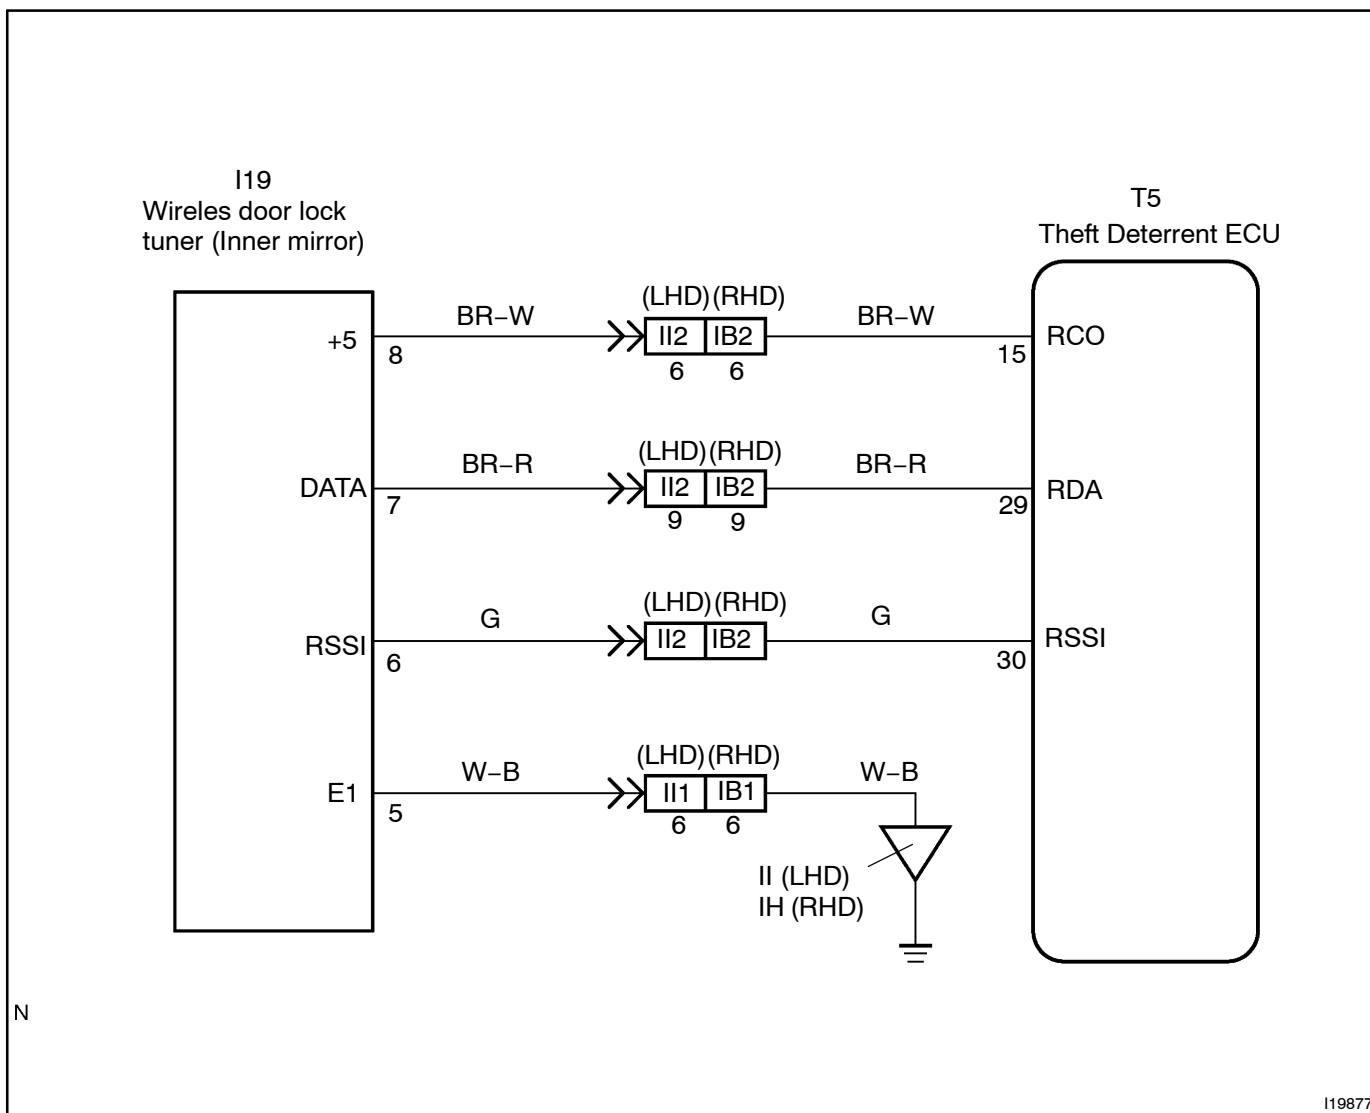 I19
Wireles door lock
tuner (Inner mirror)
T5
Theft Deterrent ECU
(LHD) (RHD)
+5 8 BR−W II2 IB2 BR−W 15 RCO
6 6
(LHD) (RHD)
DATA 7 BR−R II2 IB2 BR−R 29 RDA
9 9
(LHD) (RHD)
RSSI 6 G II2 IB2 G 30 RSSI
(LHD) (RHD)
E1 5 W−B II1 IB1 W−B
6 6
II (LHD)
IH (RHD)
N
I19877